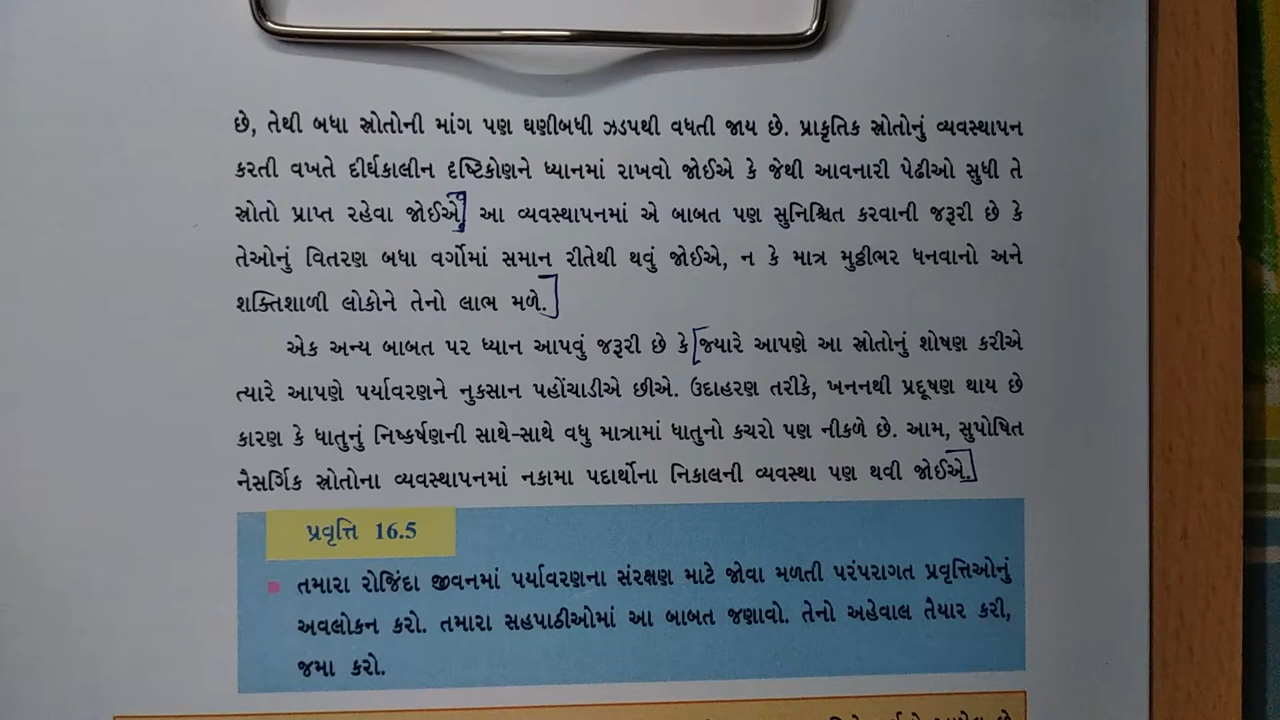 છે, તેથી બધા સ્રોતોની માંગ પણ ઘણીબધી ઝડપથી વધતી જાય છે. પ્રાકૃતિક સ્રોતોનું વ્યવસ્થાપન
કરતી વખતે દીર્ઘકાલીન દૃષ્ટિકોણને ધ્યાનમાં રાખવો જોઈએ કે જેથી આવનારી પેઢીઓ સુધી તે
સ્રોતો પ્રાપ્ત રહેવા જોઈએ. આ વ્યવસ્થાપનમાં એ બાબત પણ સુનિશ્ચિત કરવાની જરૂરી છે કે
તેઓનું વિતરણ બધા વર્ગોમાં સમાન રીતેથી થવું જોઈએ, ન કે માત્ર મુઠ્ઠીભર ધનવાનો અને
શક્તિશાળી લોકોને તેનો લાભ મળે.
એક અન્ય બાબત પર ધ્યાન આપવું જરૂરી છે કે જ્યારે આપણે આ સ્રોતોનું શોષણ કરીએ
ત્યારે આપણે પર્યાવરણને નુકસાન પહોંચાડીએ છીએ. ઉદાહરણ તરીકે, ખનનથી પ્રદૂષણ થાય છે
કારણ કે ધાતુનું નિષ્કર્ષણની સાથે-સાથે વધુ માત્રામાં ધાતુનો કચરો પણ નીકળે છે. આમ, સુપોષિત
નૈસર્ગિક સ્રોતોના વ્યવસ્થાપનમાં નકામા પદાર્થોના નિકાલની વ્યવસ્થા પણ થવી જોઈએ.
પ્રવૃત્તિ 16.5
તમારા રોજિંદા જીવનમાં પર્યાવરણના સંરક્ષણ માટે જોવા મળતી પરંપરાગત પ્રવૃત્તિઓનું
અવલોકન કરો. તમારા સહપાઠીઓમાં આ બાબત જણાવો. તેનો અહેવાલ તૈયાર કરી,
જમા કરો.